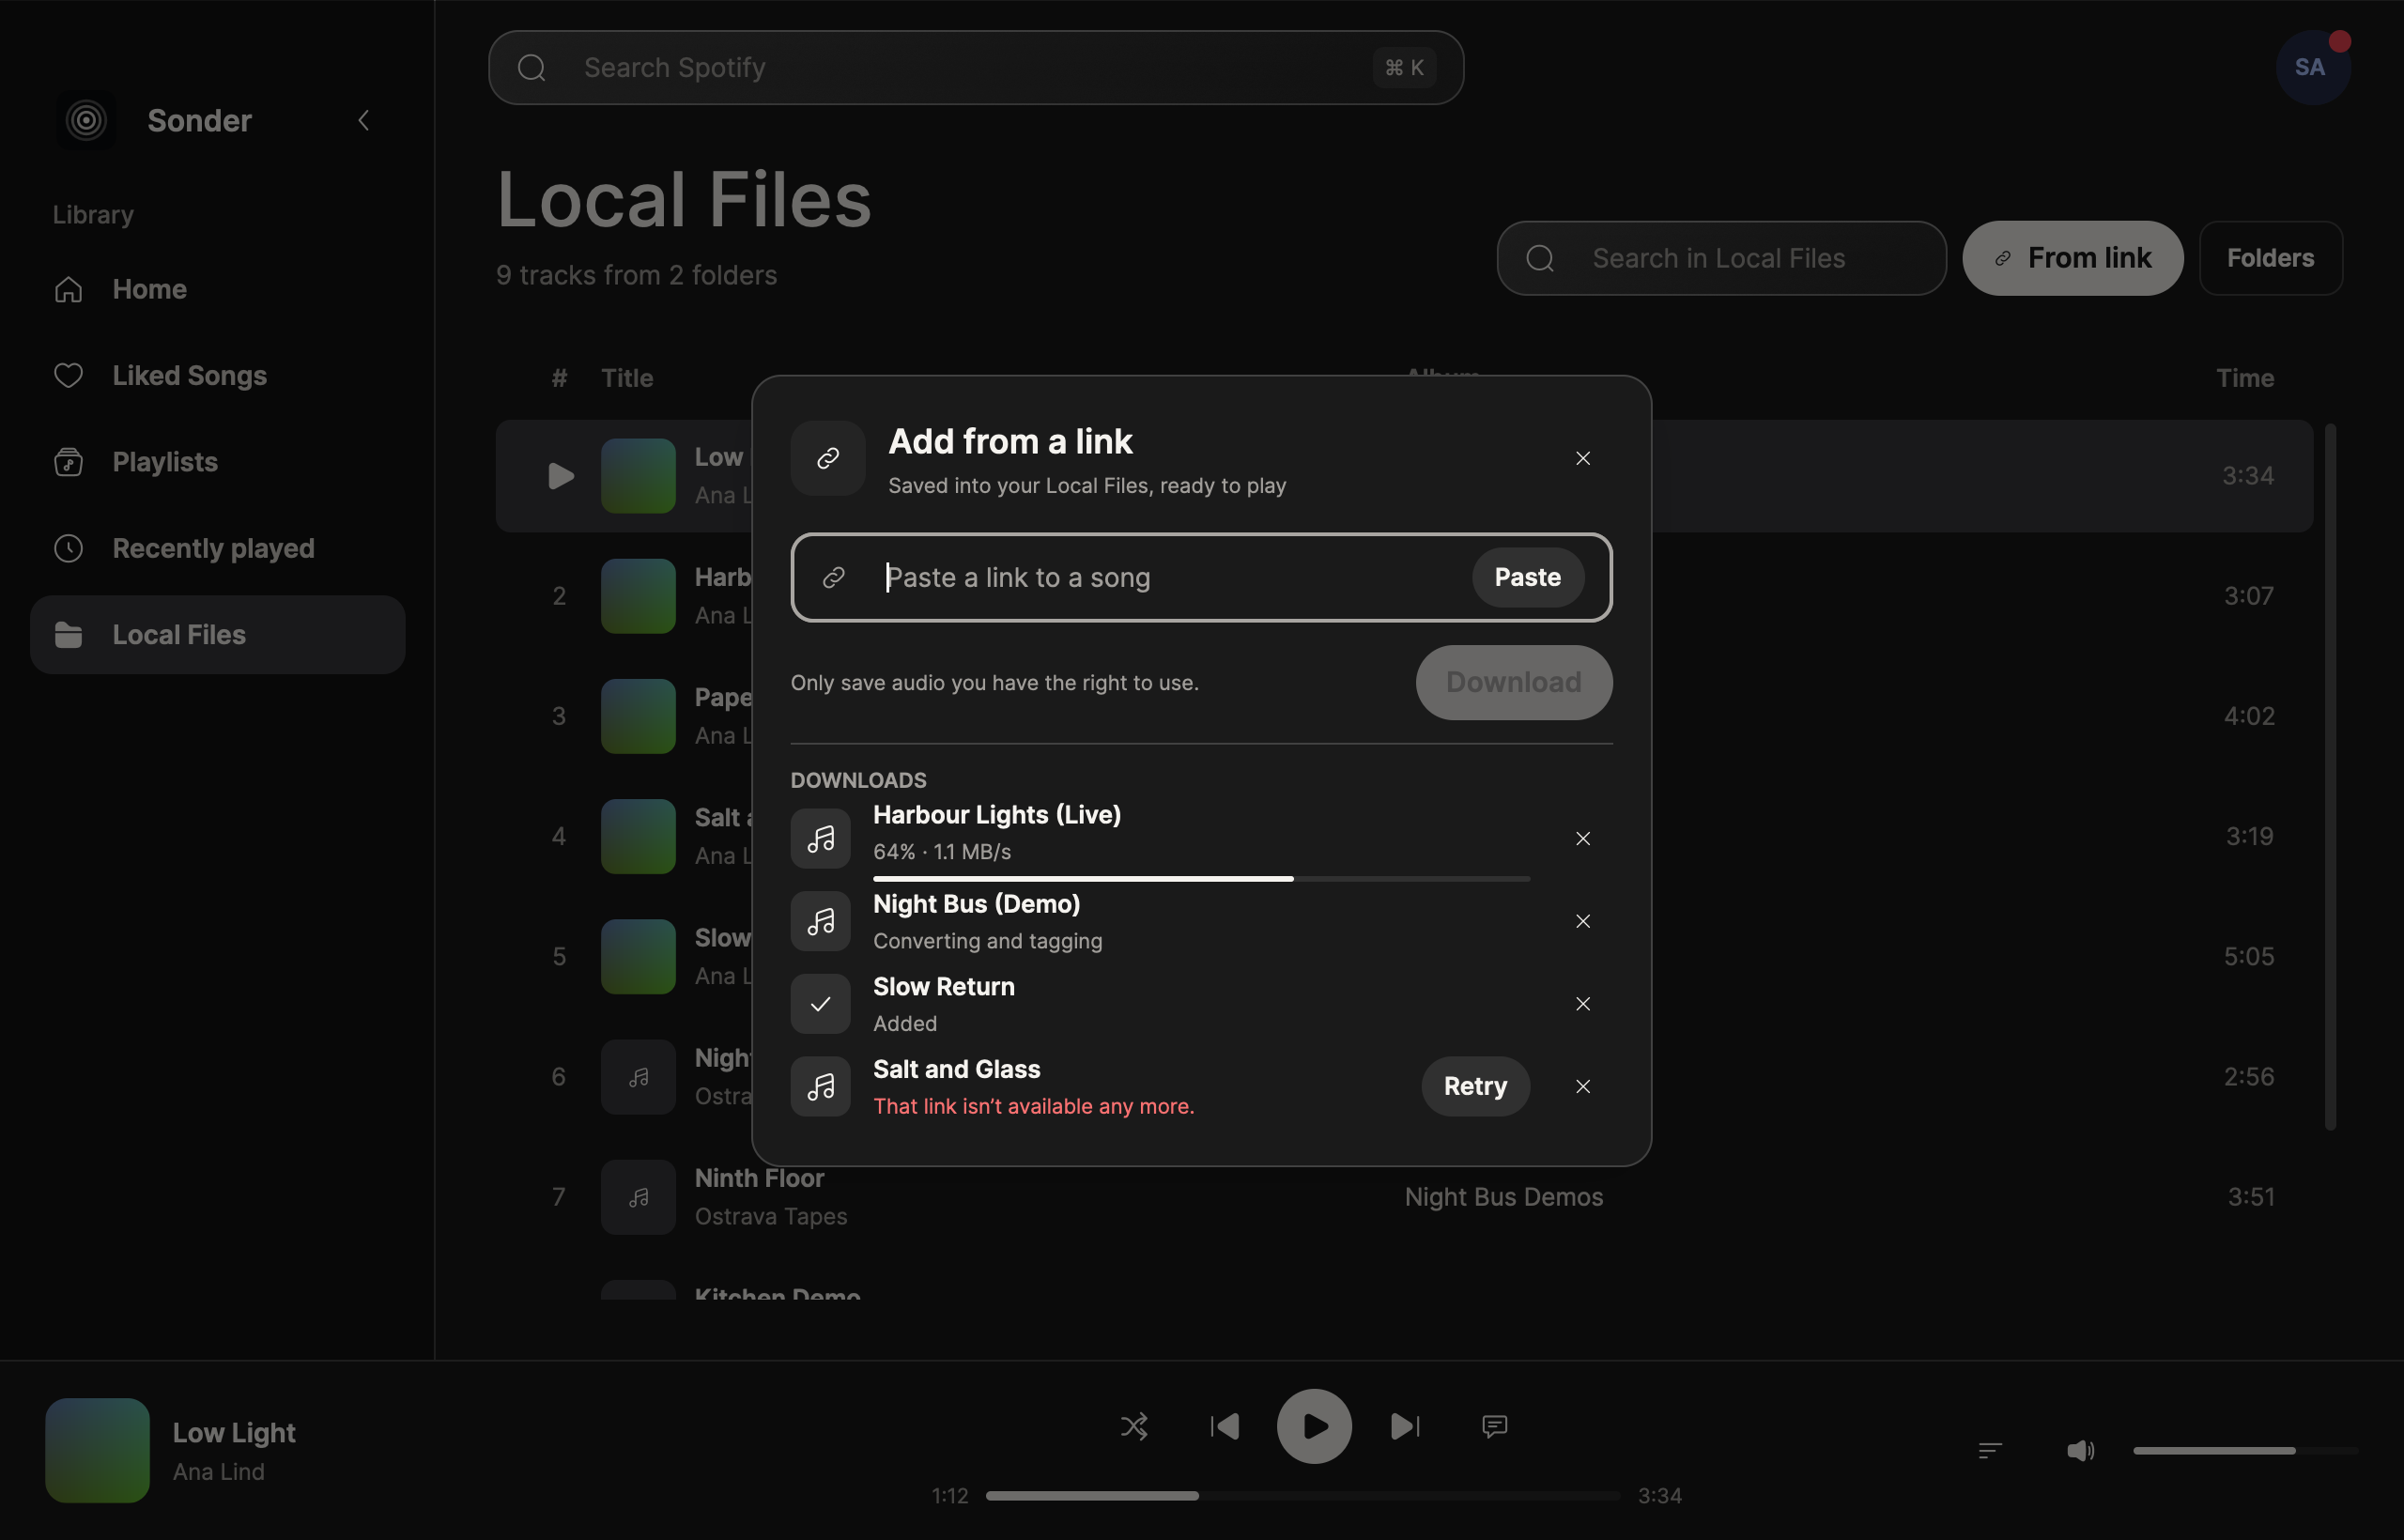 Search Spotify
⌘ K
SA
Sonder
Library
Home
Liked Songs
Playlists
Recently played
Local Files
Local Files
9 tracks from 2 folders
Search in Local Files
From link
Folders
# Title Time
Low
Ana L
3:34
2
Harb
Ana L
3:07
3
Pape
Ana L
4:02
4
Salt
Ana L
3:19
5
Slow
Ana L
5:05
6
Nigh
Ostra
2:56
7
Ninth Floor
Ostrava Tapes
Night Bus Demos
3:51
Kitchen Demo
Add from a link
Saved into your Local Files, ready to play
Paste a link to a song
Paste
Only save audio you have the right to use.
Download
DOWNLOADS
Harbour Lights (Live)
64% · 1.1 MB/s
Night Bus (Demo)
Converting and tagging
Slow Return
Added
Salt and Glass
That link isn’t available any more.
Retry
Low Light
Ana Lind
1:12
3:34